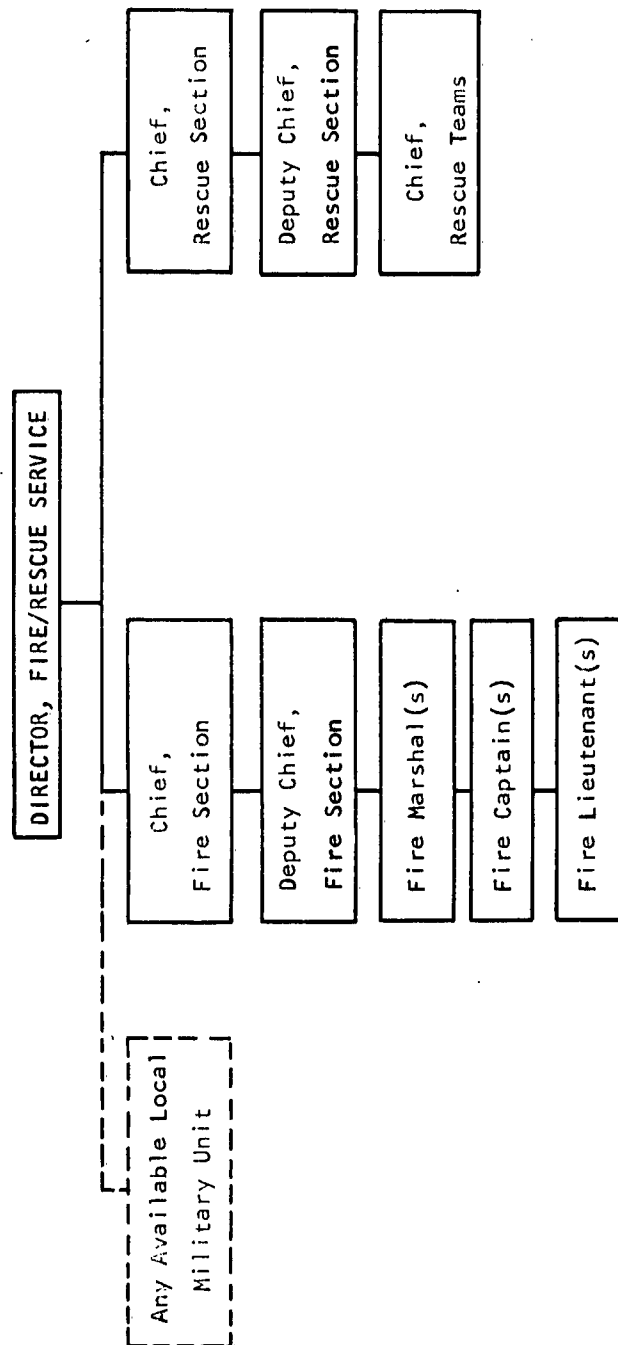 DIRECTOR, FIRE/RESCUE SERVICE
Any Available Local
Military Unit
Chief,
Fire Section
Deputy Chief,
Fire Section
Fire Marshal(s)
Fire Captain(s)
Fire Lieutenant(s)
Chief,
Rescue Section
Deputy Chief,
Rescue Section
Chief,
Rescue Teams